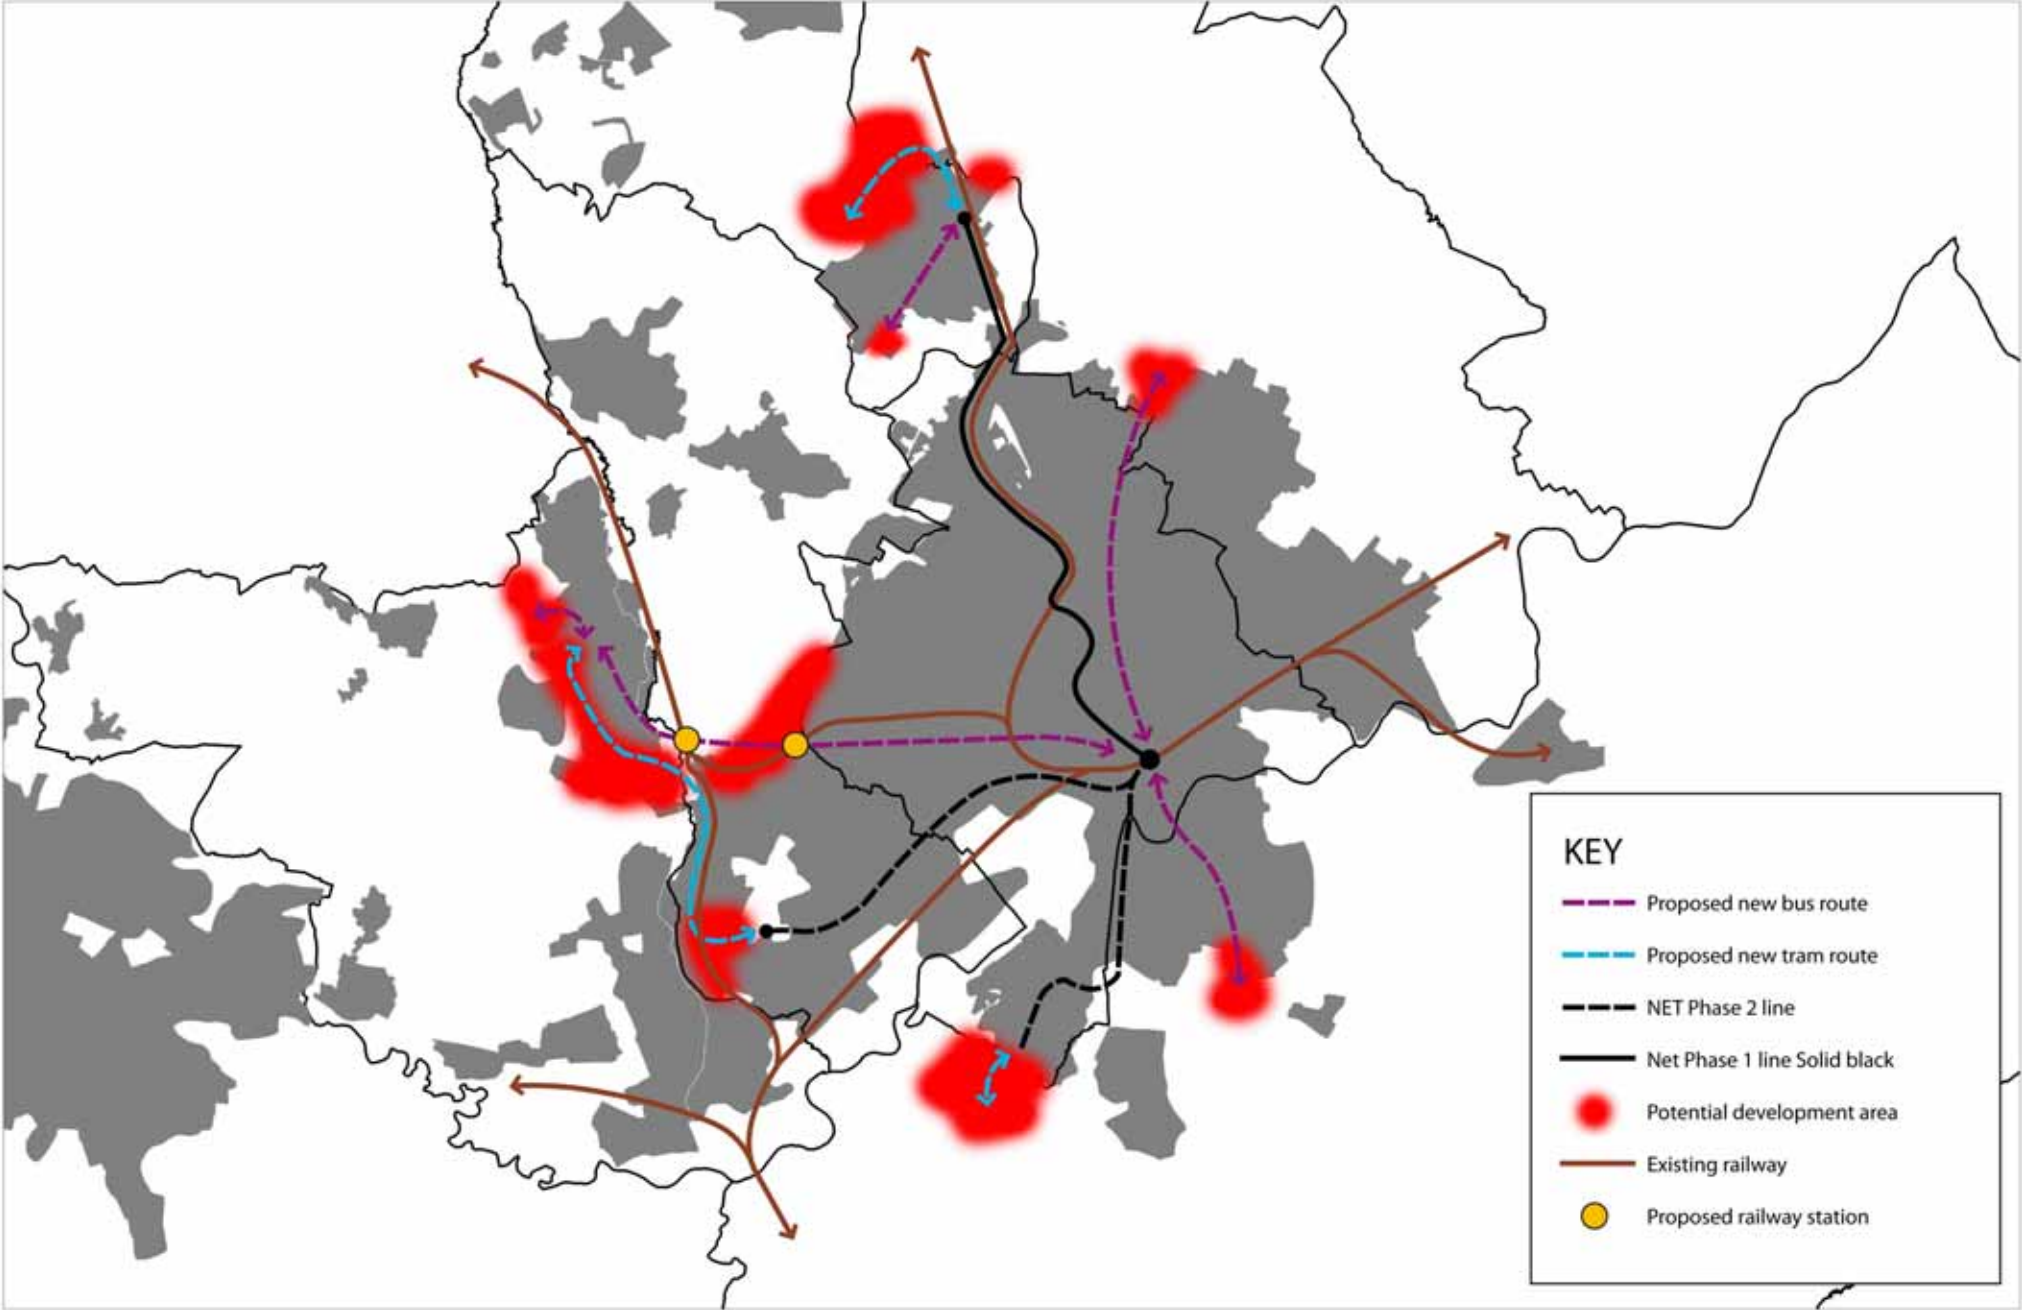 KEY
Proposed new bus route
Proposed new tram route
NET Phase 2 line
Net Phase 1 line Solid black
Potential development area
Existing railway
Proposed railway station